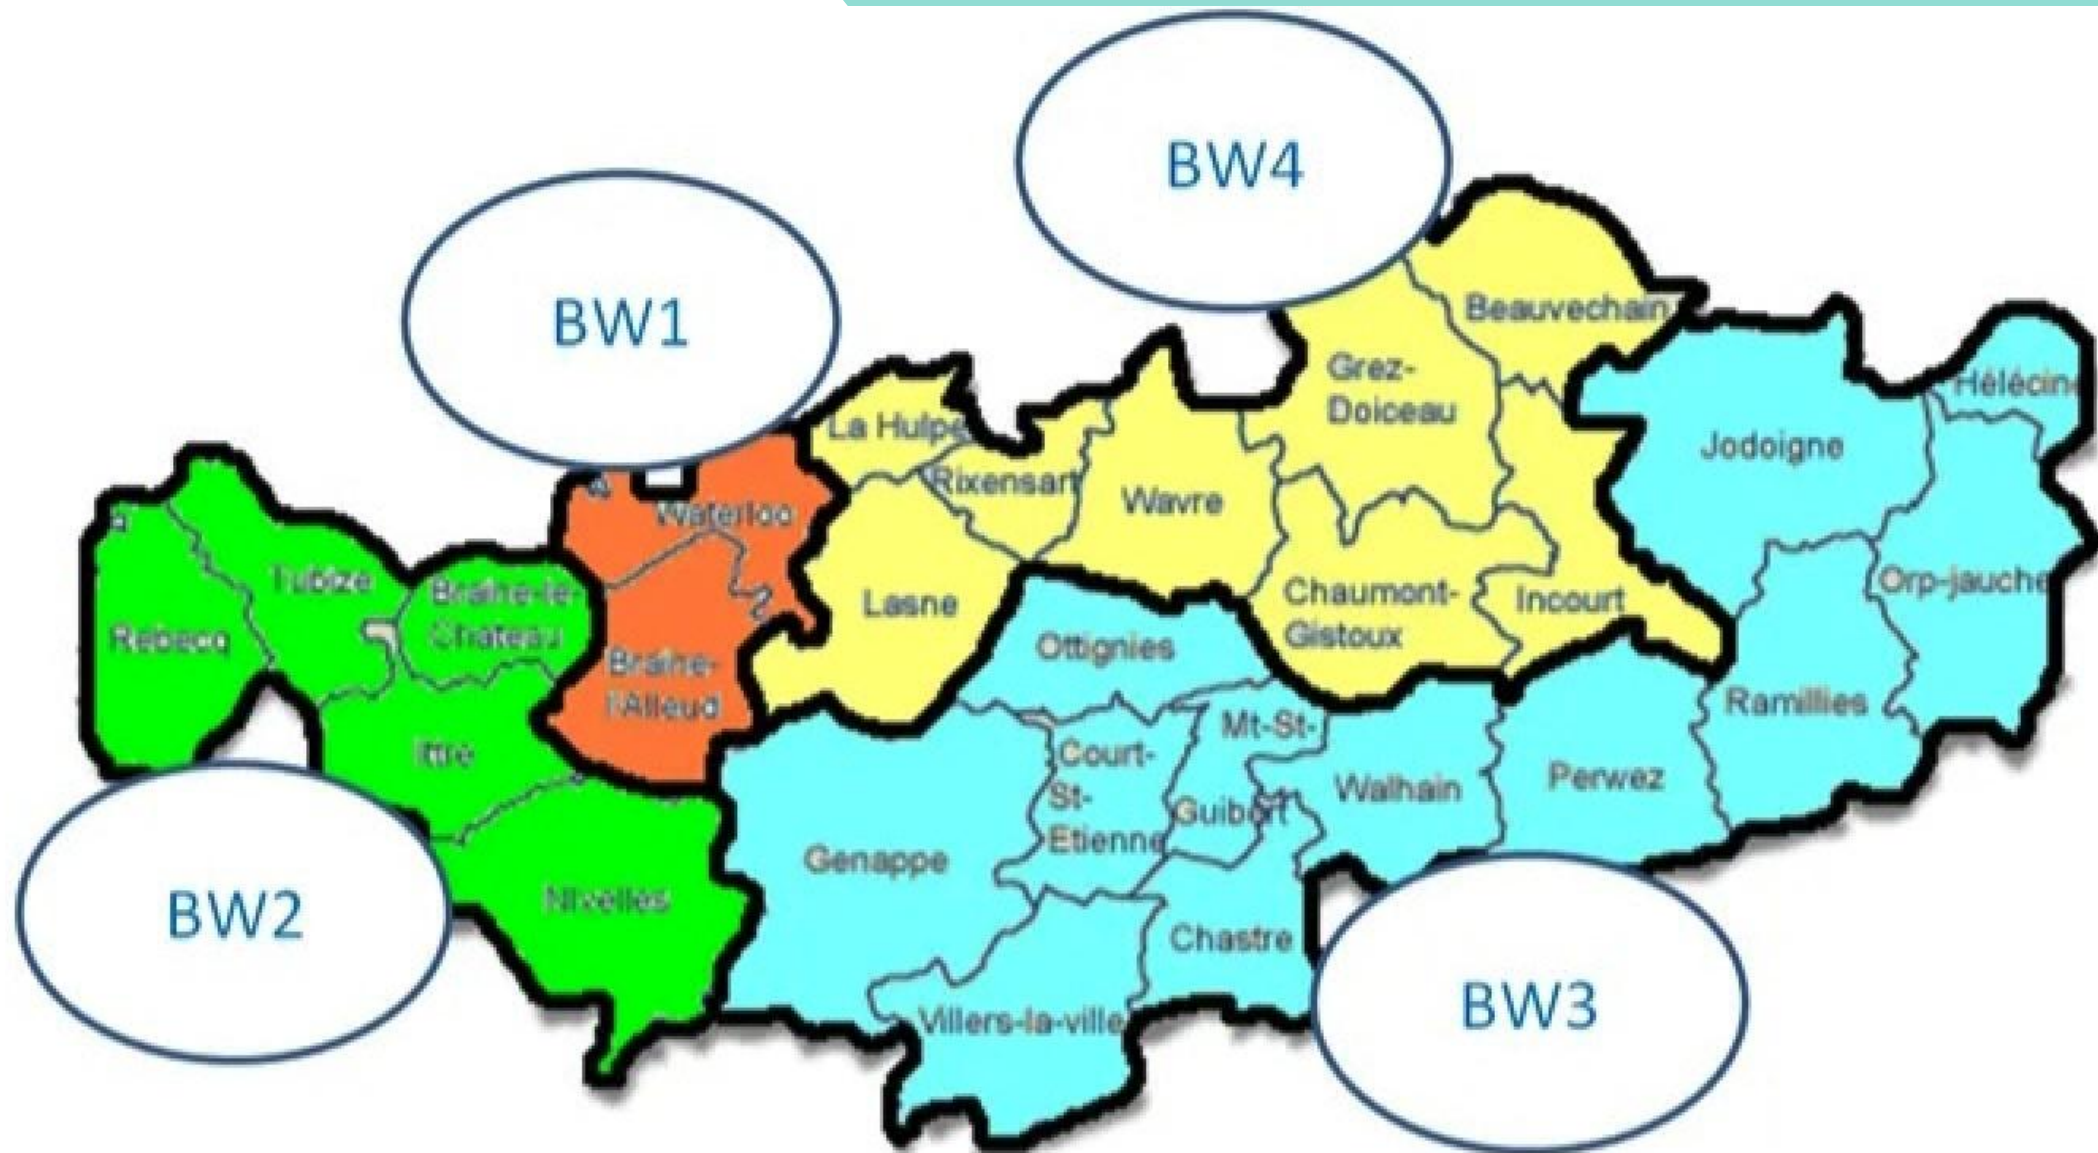 BW4
BW1
Beauvechain
Grez-
Doiceau
Hélécin
La Hulpe
Jodoigne
Rixensart
Wavre
Waterloo
Tubize
Braine-le-
Chateau
Rebecq
Lasne
Chaumont-
Gistoux
Incourt
Orp-jauche
Ottignies
Braine-
l'Alleud
Ramillies
Ittre
Mt-St-
Guibert
Court-
St-
Etienne
Walhain
Perwez
Genappe
Nivelles
BW2
Chastre
BW3
Villers-la-ville